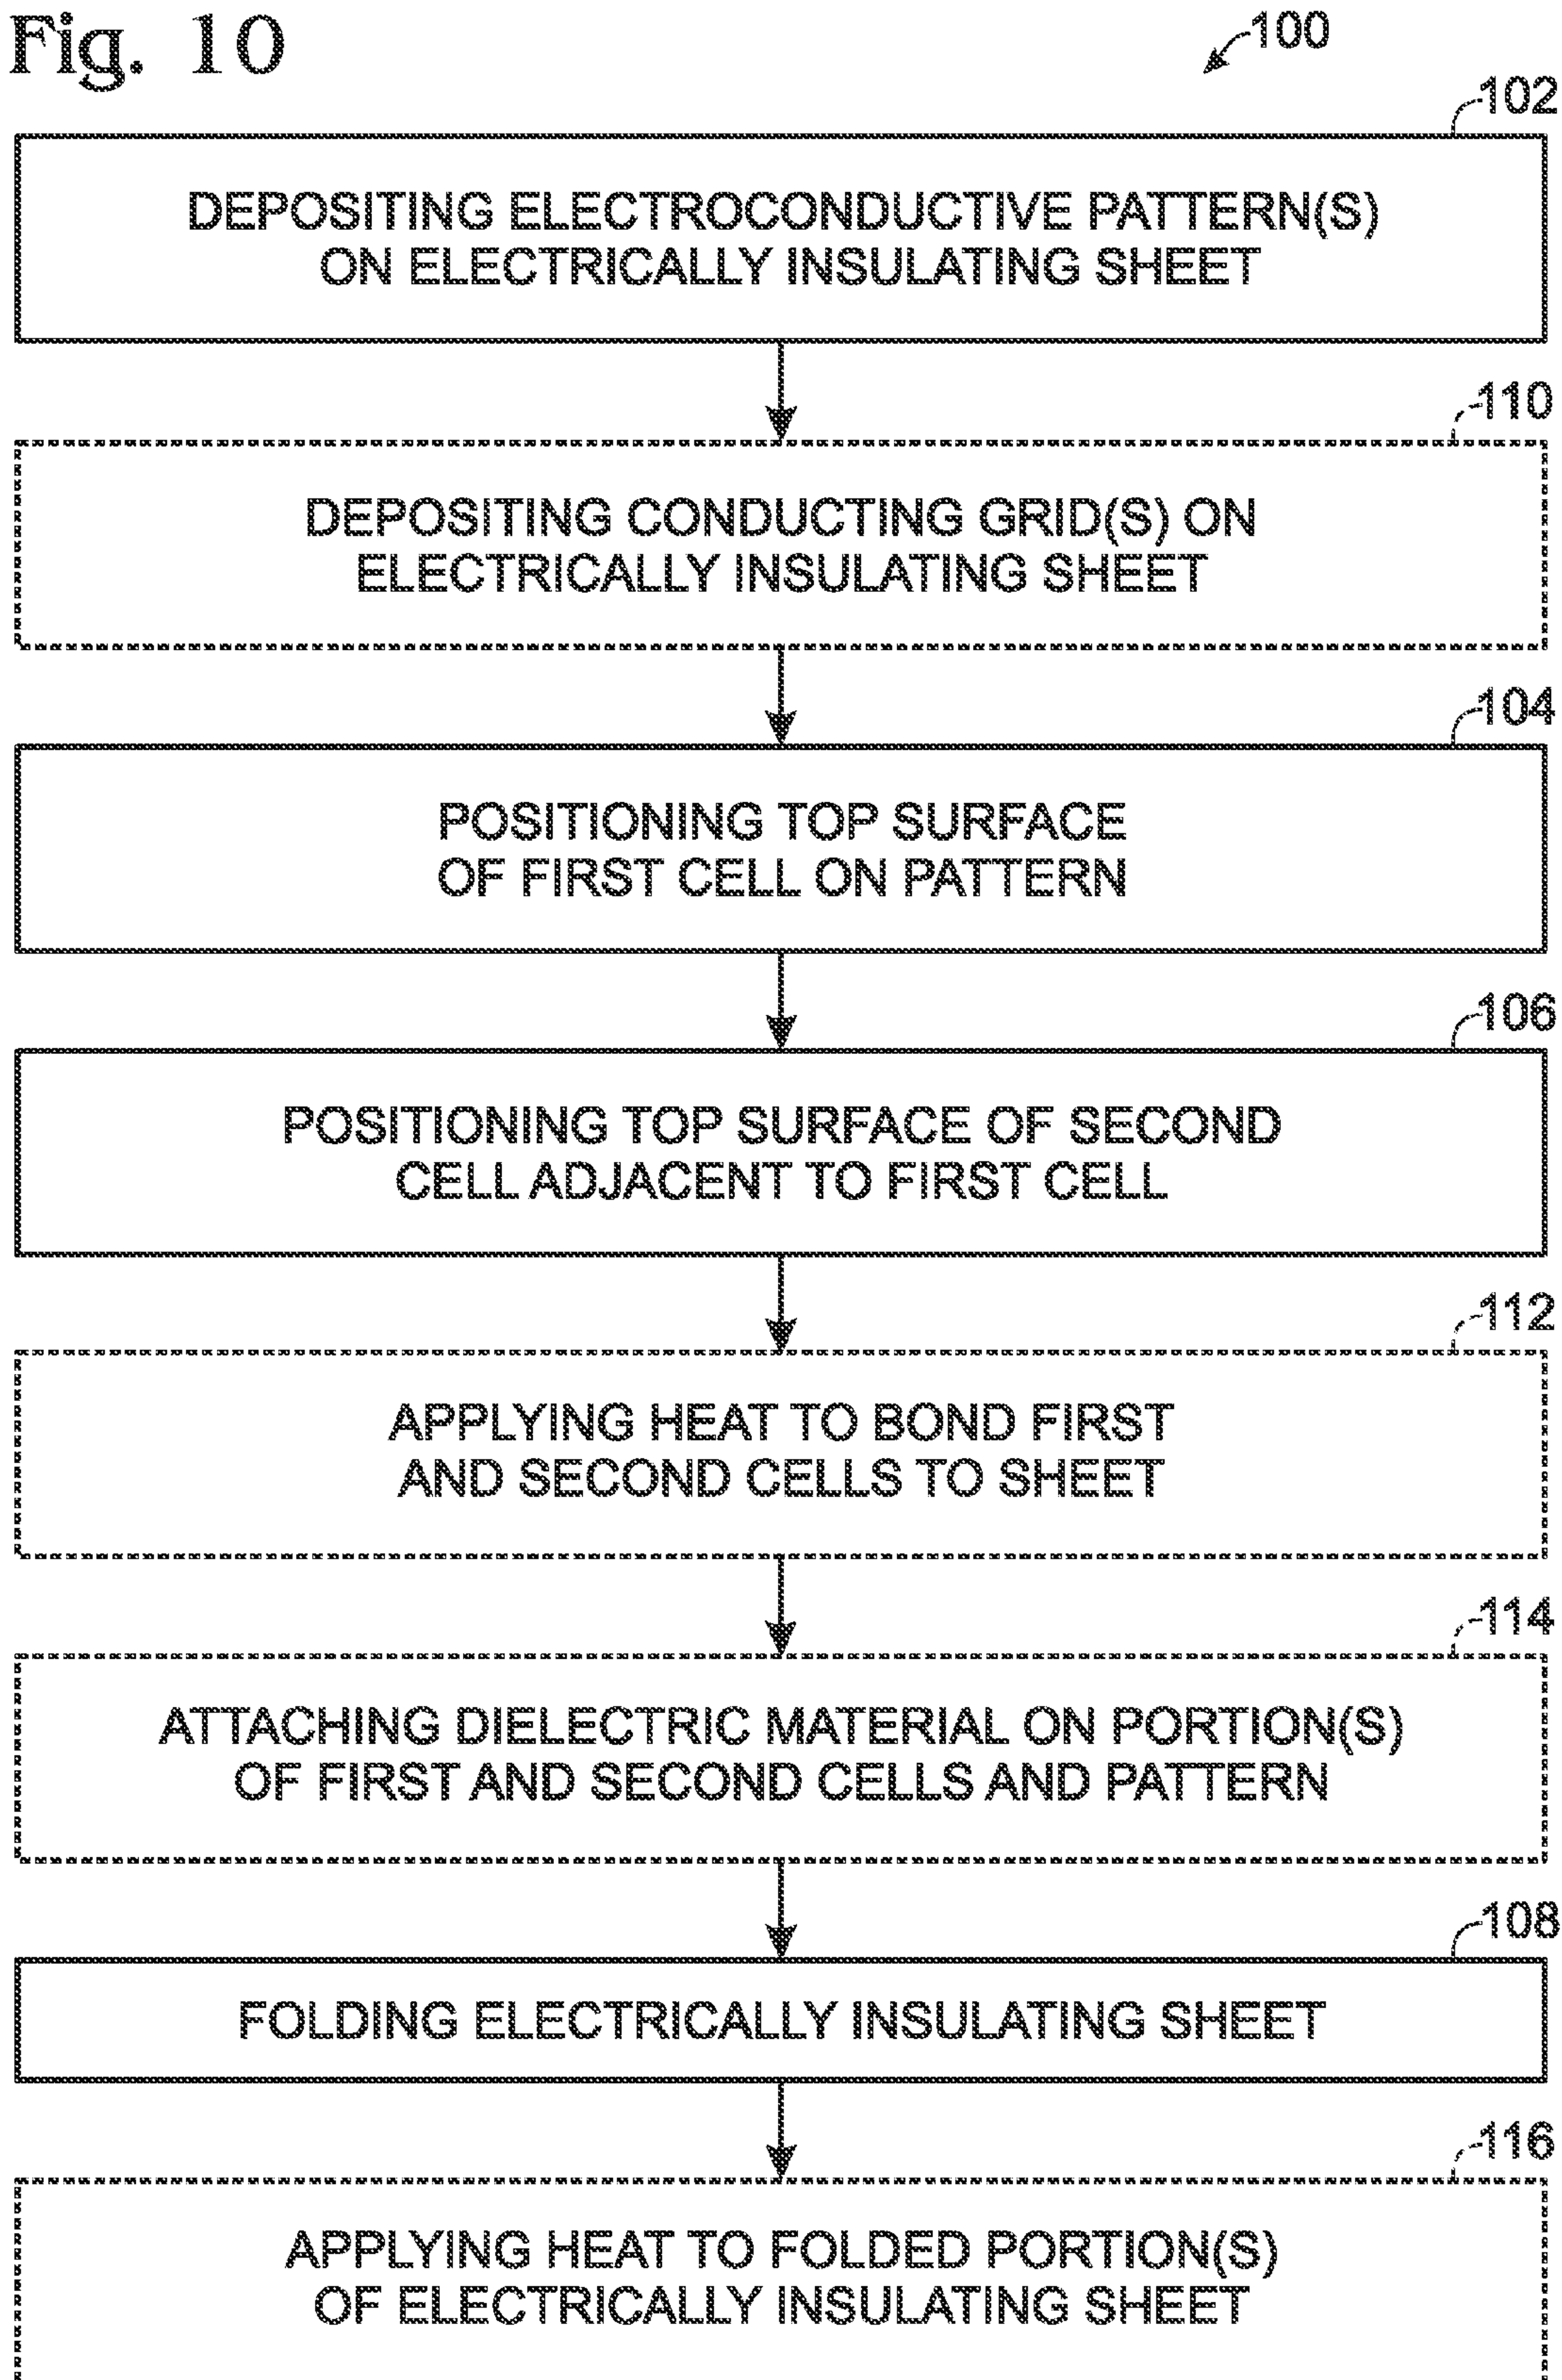 Fig. 10
100
102
DEPOSITING ELECTROCONDUCTIVE PATTERN(S)
ON ELECTRICALLY INSULATING SHEET
110
DEPOSITING CONDUCTING GRID(S) ON
ELECTRICALLY INSULATING SHEET
104
POSITIONING TOP SURFACE
OF FIRST CELL ON PATTERN
106
POSITIONING TOP SURFACE OF SECOND
CELL ADJACENT TO FIRST CELL
112
APPLYING HEAT TO BOND FIRST
AND SECOND CELLS TO SHEET
114
ATTACHING DIELECTRIC MATERIAL ON PORTION(S)
OF FIRST AND SECOND CELLS AND PATTERN
108
FOLDING ELECTRICALLY INSULATING SHEET
116
APPLYING HEAT TO FOLDED PORTION(S)
OF ELECTRICALLY INSULATING SHEET